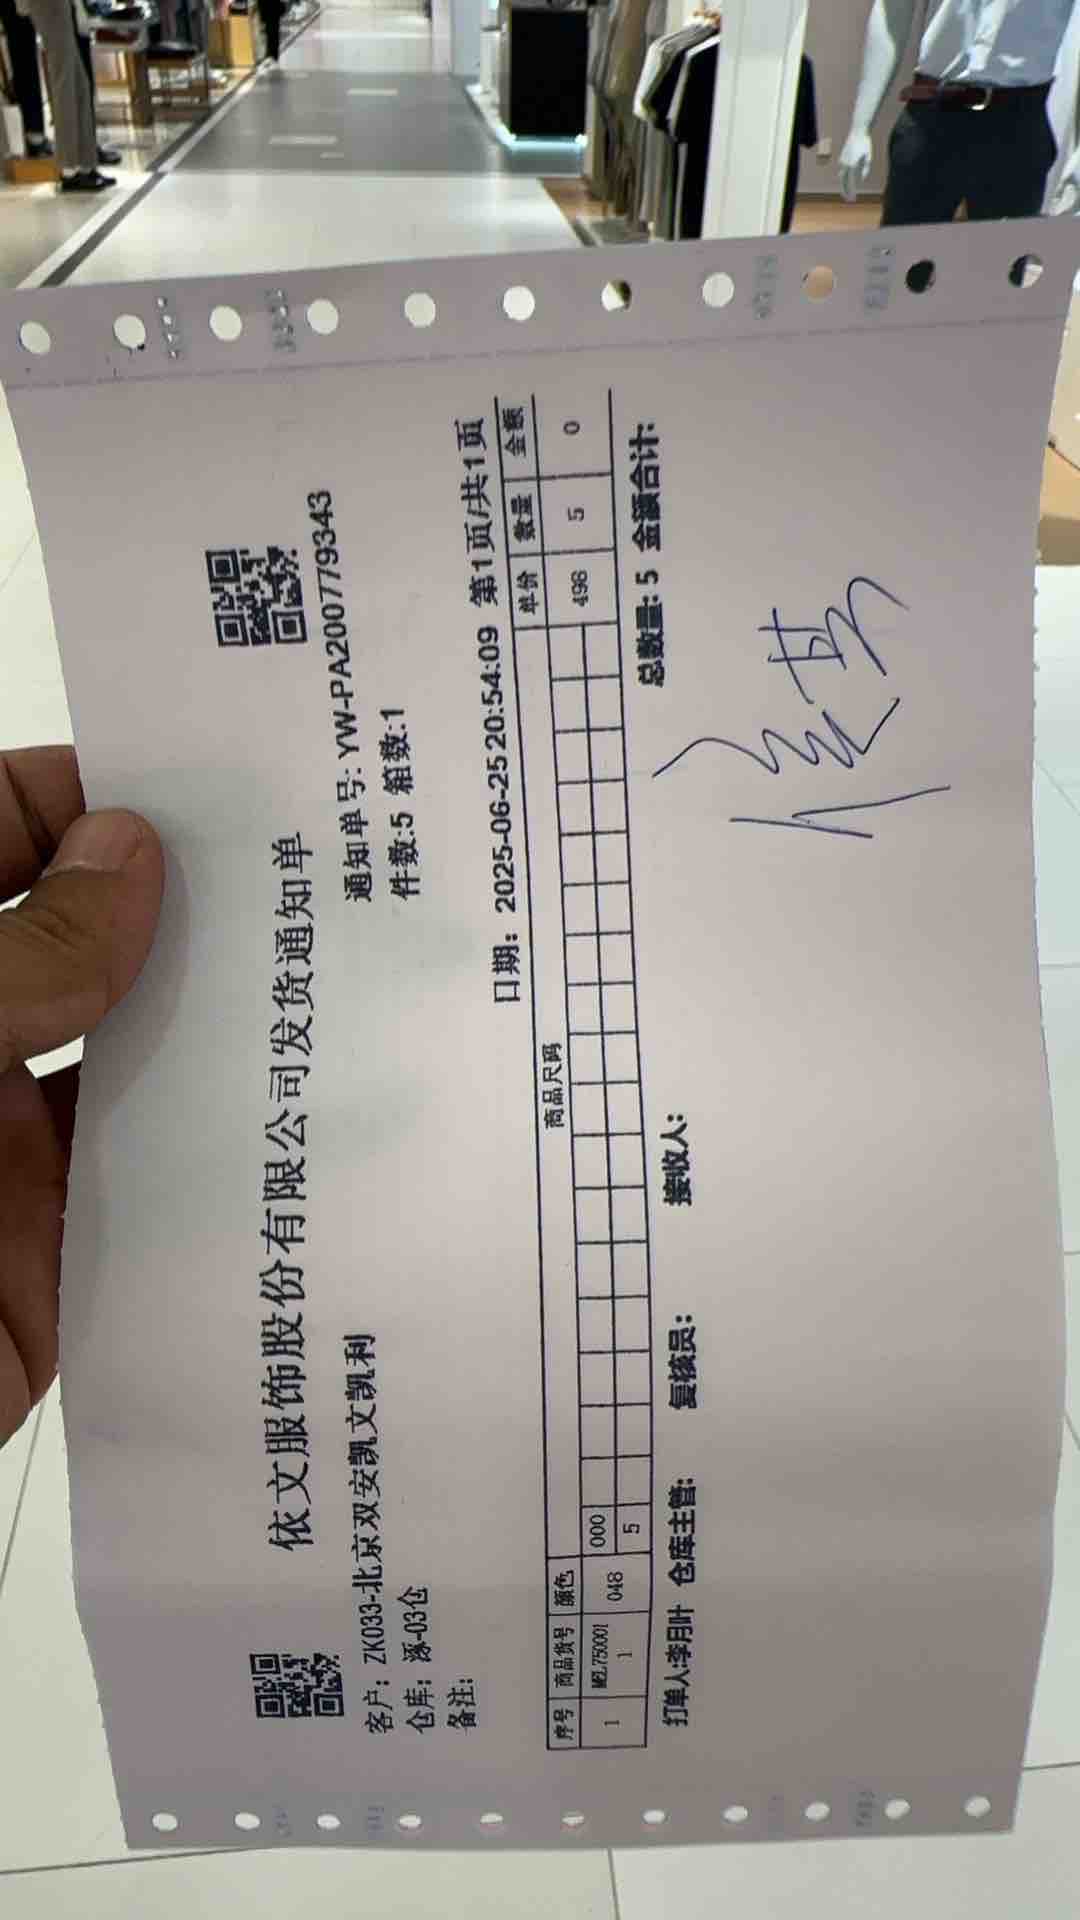 依文服饰股份有限公司发货通知单
客户: ZK033-北京双安凯文凯利
通知单号: YW-PA200779343
仓库: 涿-03仓
件数:5 箱数:1
备注:
日期: 2025-06-25 20:54:09 第1页/共1页
序号 商品货号 颜色 商品尺码 单价 数量 金额
000
1 048 498 5 0
1
5
总数量: 5 金额合计:
打单人:李月叶 仓库主管: 复核员: 接收人: